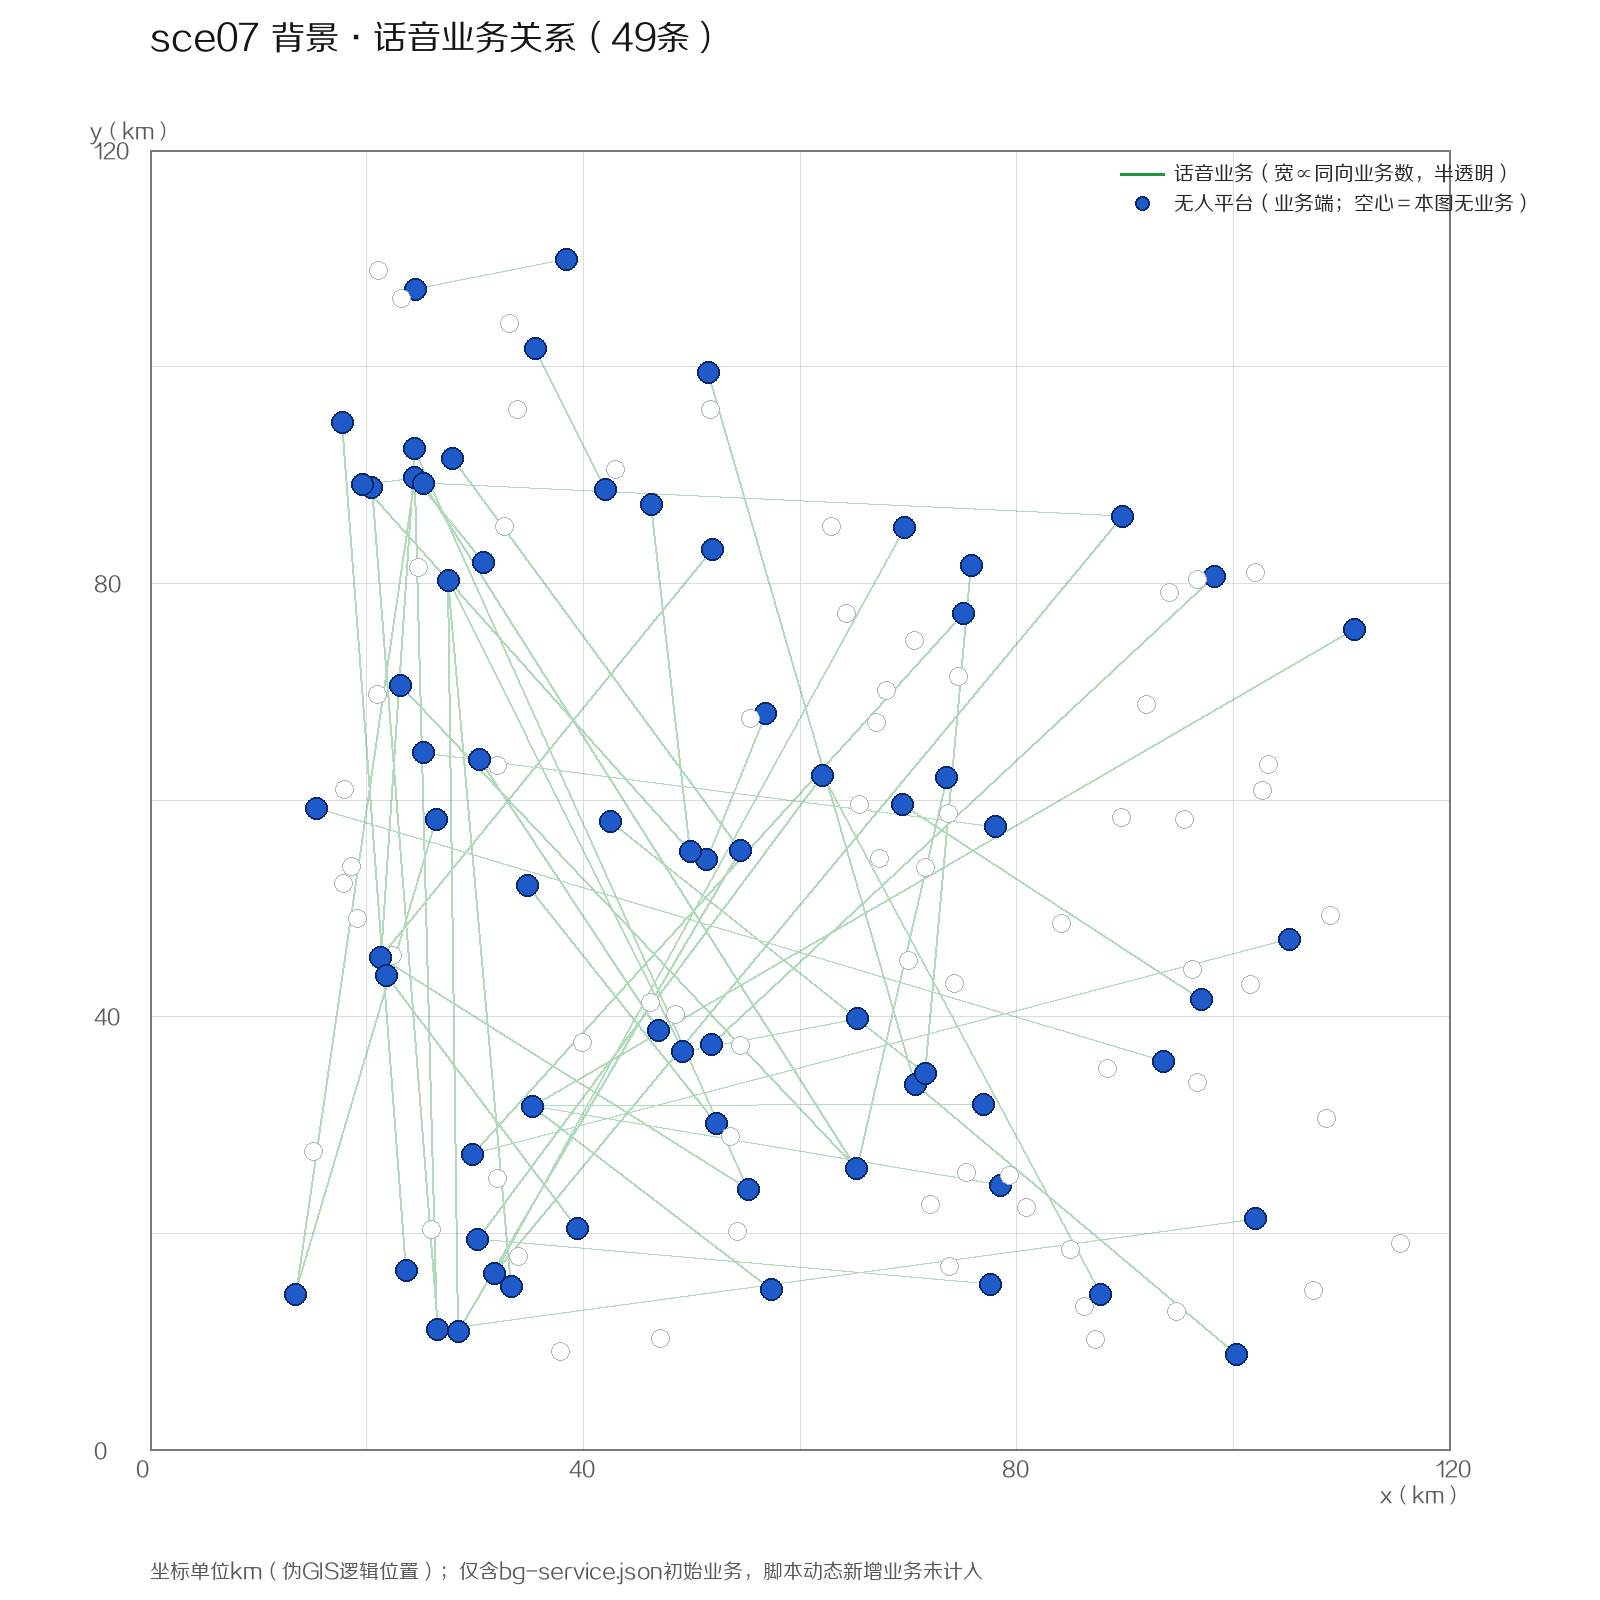 sce07 背景 · 话音业务关系（49条）
y（km）
120
话音业务（宽∝同向业务数，半透明）
无人平台（业务端；空心＝本图无业务）
80
40
0
0
40
80
120
x（km）
坐标单位km（伪GIS逻辑位置）；仅含bg-service.json初始业务，脚本动态新增业务未计入